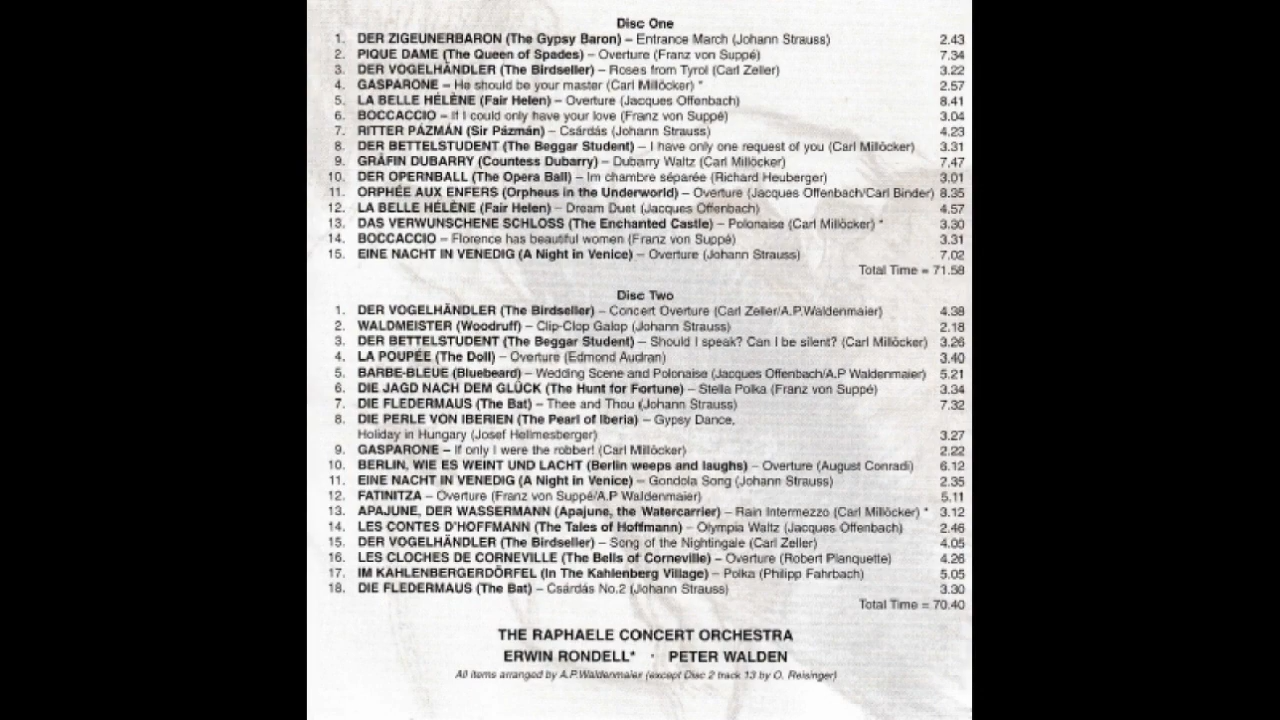 Disc One
1. DER ZIGEUNERBARON (The Gypsy Baron) – Entrance March (Johann Strauss) 2.43
2. PIQUE DAME (The Queen of Spades) – Overture (Franz von Suppé) 7.34
3. DER VOGELHÄNDLER (The Birdseller) – Roses from Tyrol (Carl Zeller) 3.22
4. GASPARONE – He should be your master (Carl Millöcker) * 2.57
5. LA BELLE HÉLÈNE (Fair Helen) – Overture (Jacques Offenbach) 8.41
6. BOCCACCIO – If I could only have your love (Franz von Suppé) 3.04
7. RITTER PÁZMÁN (Sir Pázmán) – Csárdás (Johann Strauss) 4.23
8. DER BETTELSTUDENT (The Beggar Student) – I have only one request of you (Carl Millöcker) 3.31
9. GRÄFIN DUBARRY (Countess Dubarry) – Dubarry Waltz (Carl Millöcker) 7.47
10. DER OPERNBALL (The Opera Ball) – Im chambre séparée (Richard Heuberger) 3.01
11. ORPHÉE AUX ENFERS (Orpheus in the Underworld) – Overture (Jacques Offenbach/Carl Binder) 8.35
12. LA BELLE HÉLÈNE (Fair Helen) – Dream Duet (Jacques Offenbach) 4.57
13. DAS VERWUNSCHENE SCHLOSS (The Enchanted Castle) – Polonaise (Carl Millöcker) * 3.30
14. BOCCACCIO – Florence has beautiful women (Franz von Suppé) 3.31
15. EINE NACHT IN VENEDIG (A Night in Venice) – Overture (Johann Strauss) 7.02
Total Time = 71.58
Disc Two
1. DER VOGELHÄNDLER (The Birdseller) – Concert Overture (Carl Zeller/A.P.Waldenmaier) 4.38
2. WALDMEISTER (Woodruff) – Clip-Clop Galop (Johann Strauss) 2.18
3. DER BETTELSTUDENT (The Beggar Student) – Should I speak? Can I be silent? (Carl Millöcker) 3.26
4. LA POUPÉE (The Doll) – Overture (Edmond Audran) 3.40
5. BARBE-BLEUE (Bluebeard) – Wedding Scene and Polonaise (Jacques Offenbach/A.P Waldenmaier) 5.21
6. DIE JAGD NACH DEM GLÜCK (The Hunt for Fortune) – Stella Polka (Franz von Suppé) 3.34
7. DIE FLEDERMAUS (The Bat) – Thee and Thou (Johann Strauss) 7.32
8. DIE PERLE VON IBERIEN (The Pearl of Iberia) – Gypsy Dance,
Holiday in Hungary (Josef Hellmesberger) 3.27
9. GASPARONE – If only I were the robber! (Carl Millöcker) 2.22
10. BERLIN, WIE ES WEINT UND LACHT (Berlin weeps and laughs) – Overture (August Conradi) 6.12
11. EINE NACHT IN VENEDIG (A Night in Venice) – Gondola Song (Johann Strauss) 2.35
12. FATINITZA – Overture (Franz von Suppé/A.P Waldenmaier) 5.11
13. APAJUNE, DER WASSERMANN (Apajune, the Watercarrier) – Rain Intermezzo (Carl Millöcker) * 3.12
14. LES CONTES D'HOFFMANN (The Tales of Hoffmann) – Olympia Waltz (Jacques Offenbach) 2.46
15. DER VOGELHÄNDLER (The Birdseller) – Song of the Nightingale (Carl Zeller) 4.05
16. LES CLOCHES DE CORNEVILLE (The Bells of Corneville) – Overture (Robert Planquette) 4.26
17. IM KAHLENBERGERDÖRFEL (In The Kahlenberg Village) – Polka (Philipp Fahrbach) 5.05
18. DIE FLEDERMAUS (The Bat) – Csárdás No.2 (Johann Strauss) 3.30
Total Time = 70.40
THE RAPHAELE CONCERT ORCHESTRA
ERWIN RONDELL* · PETER WALDEN
All items arranged by A.P.Waldenmaier (except Disc 2 track 13 by O. Reisinger)